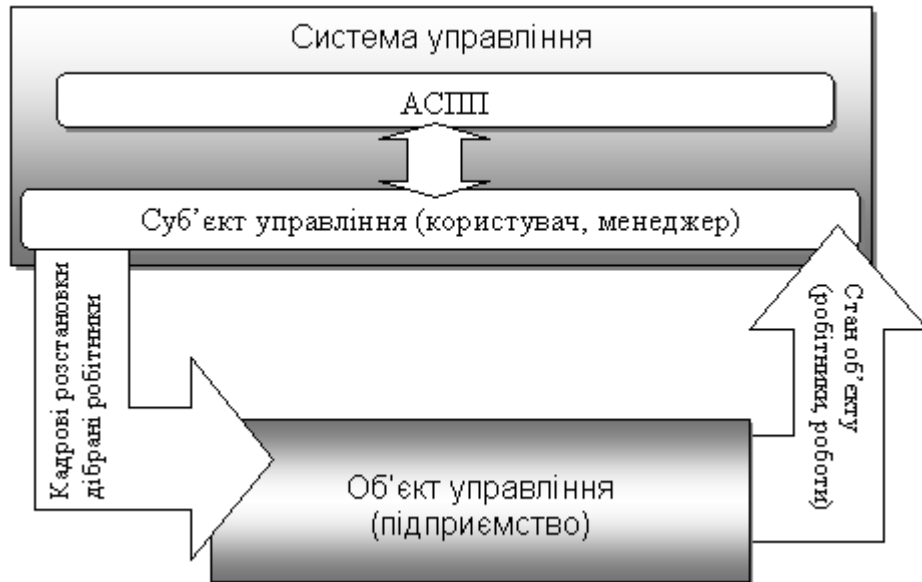 Система управління
АСППП
Суб’єкт управління (користувач, менеджер)
Кадрові розстановки
дібрані робітники
Стан об’єкту
(робітники, роботи)
Об’єкт управління
(підприємство)